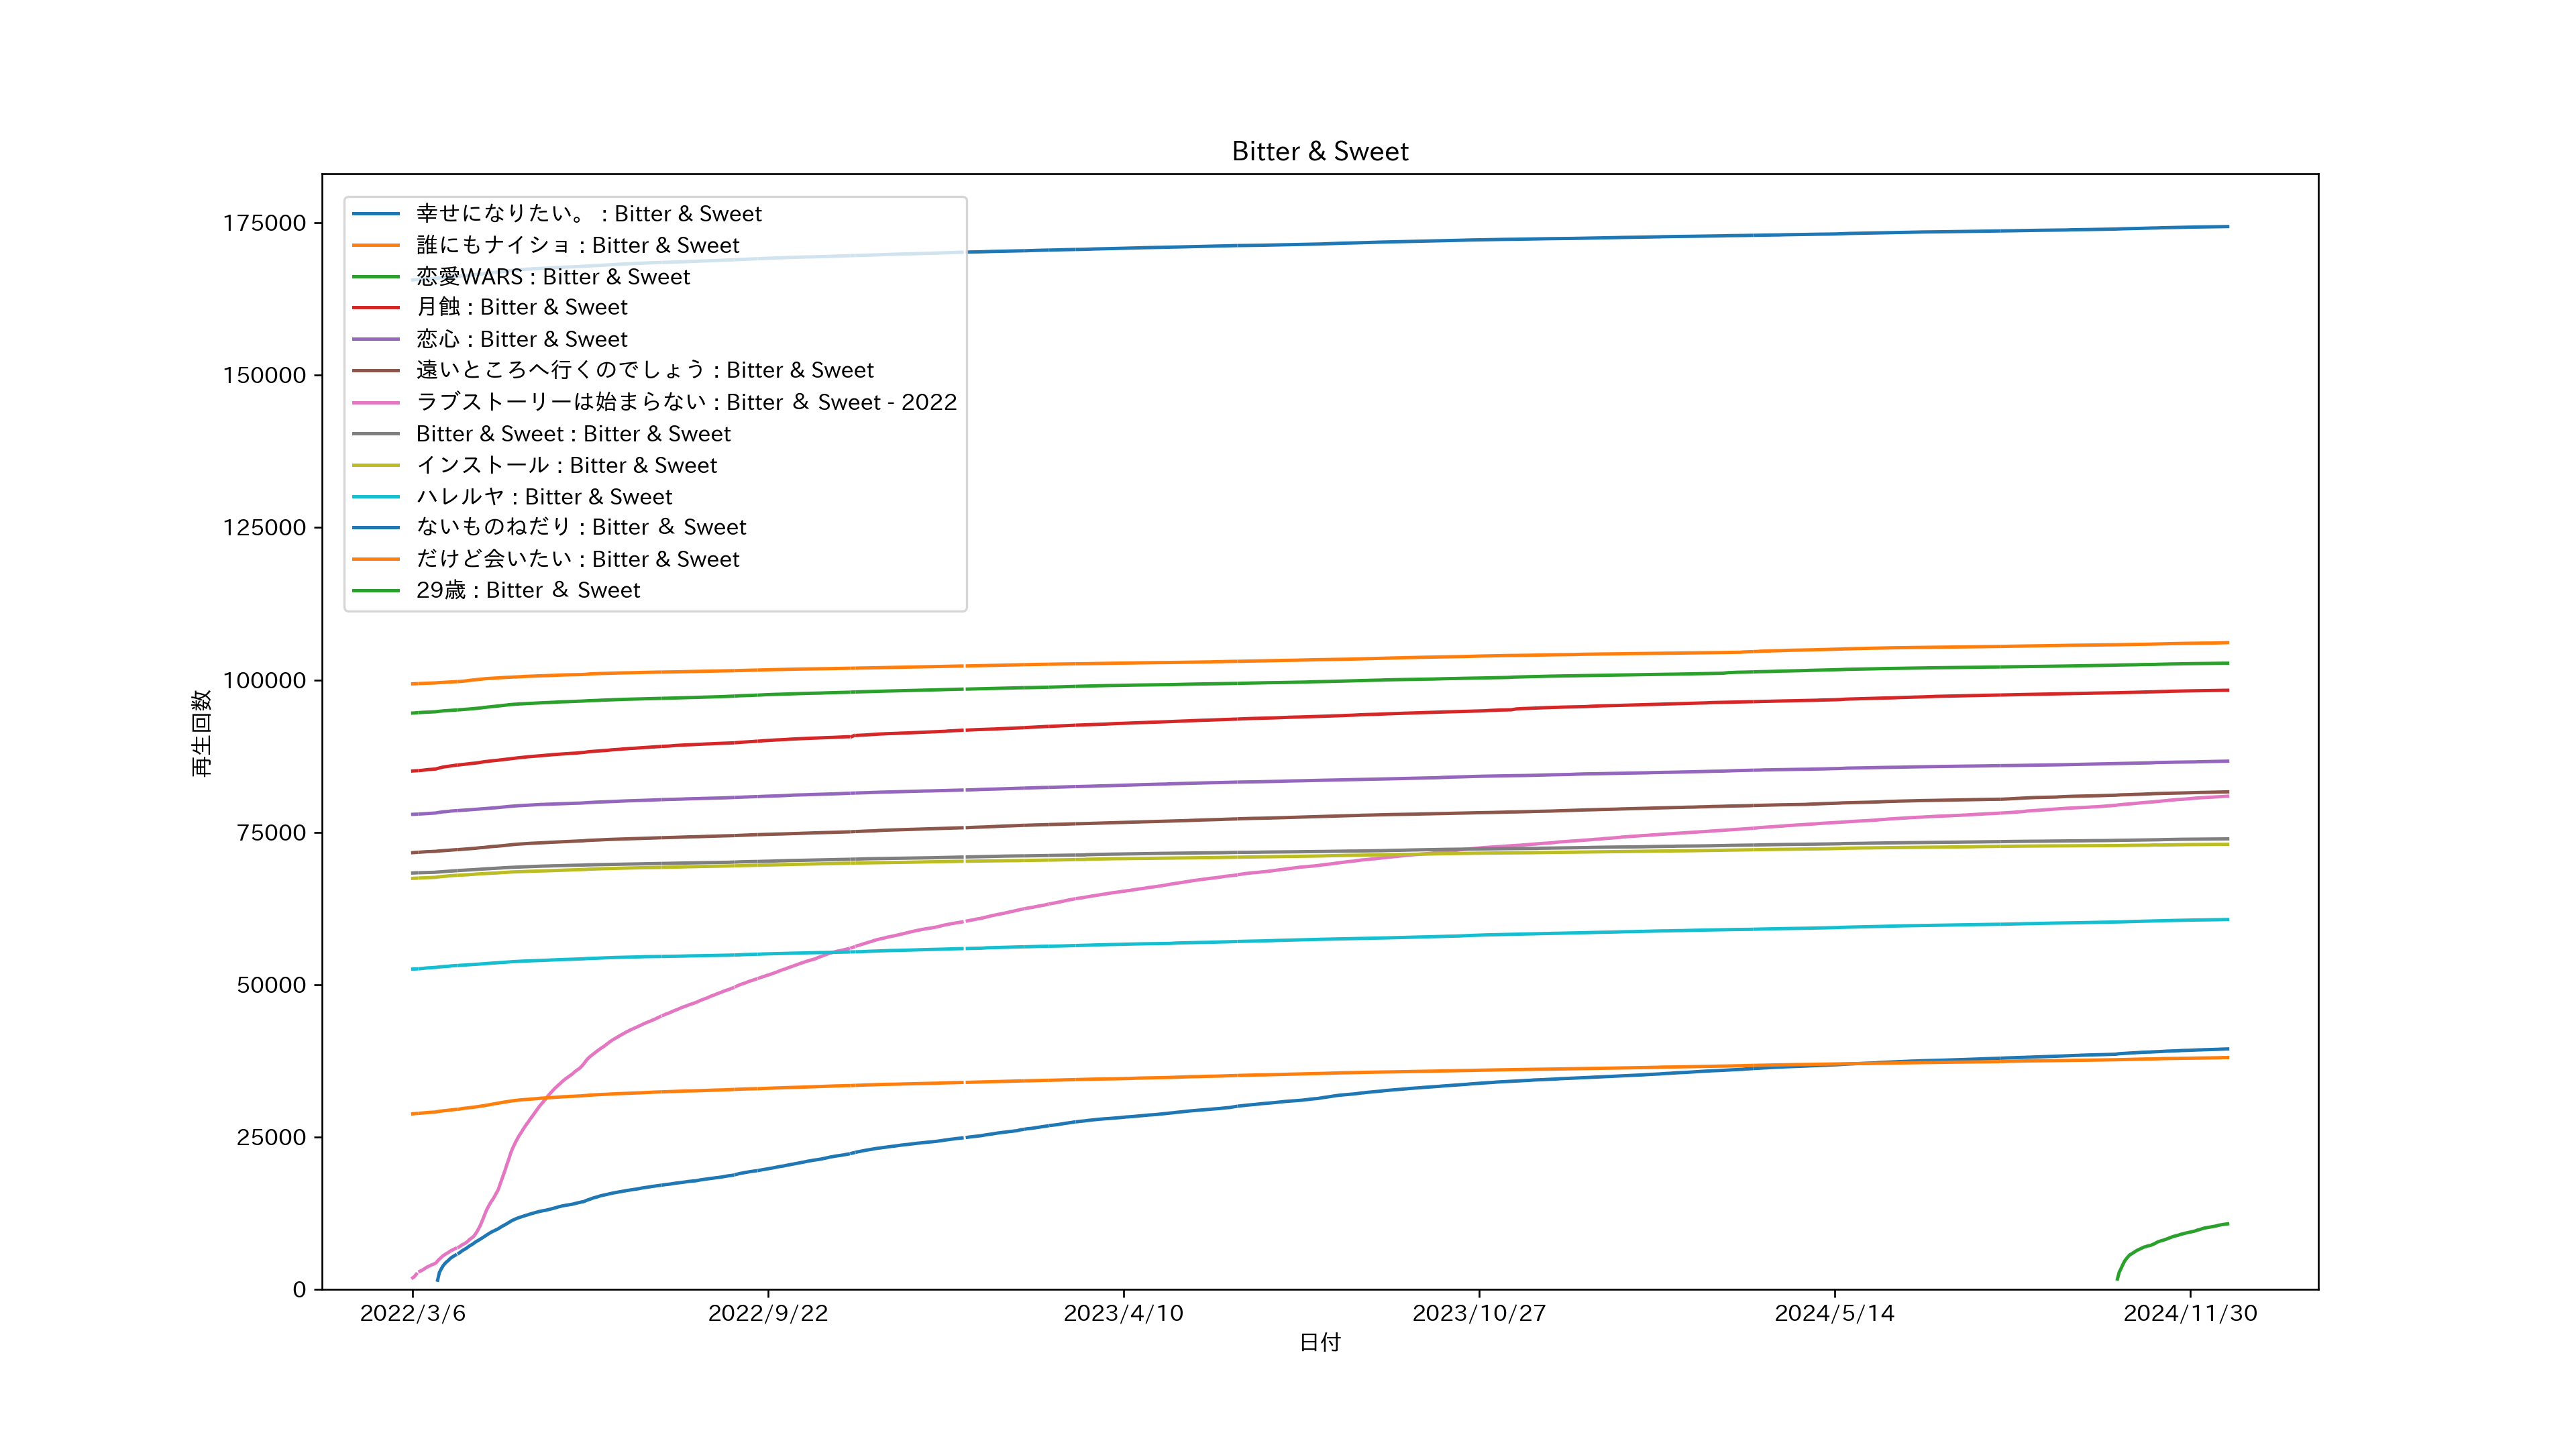 Bitter & Sweet
175000
150000
125000
100000
75000
50000
25000
0
再生回数
幸せになりたい。 : Bitter & Sweet
誰にもナイショ : Bitter & Sweet
恋愛WARS : Bitter & Sweet
月蝕 : Bitter & Sweet
恋心 : Bitter & Sweet
遠いところへ行くのでしょう : Bitter & Sweet
ラブストーリーは始まらない : Bitter ＆ Sweet - 2022
Bitter & Sweet : Bitter & Sweet
インストール : Bitter & Sweet
ハレルヤ : Bitter & Sweet
ないものねだり : Bitter ＆ Sweet
だけど会いたい : Bitter & Sweet
29歳 : Bitter ＆ Sweet
2022/3/6
2022/9/22
2023/4/10
2023/10/27
2024/5/14
2024/11/30
日付